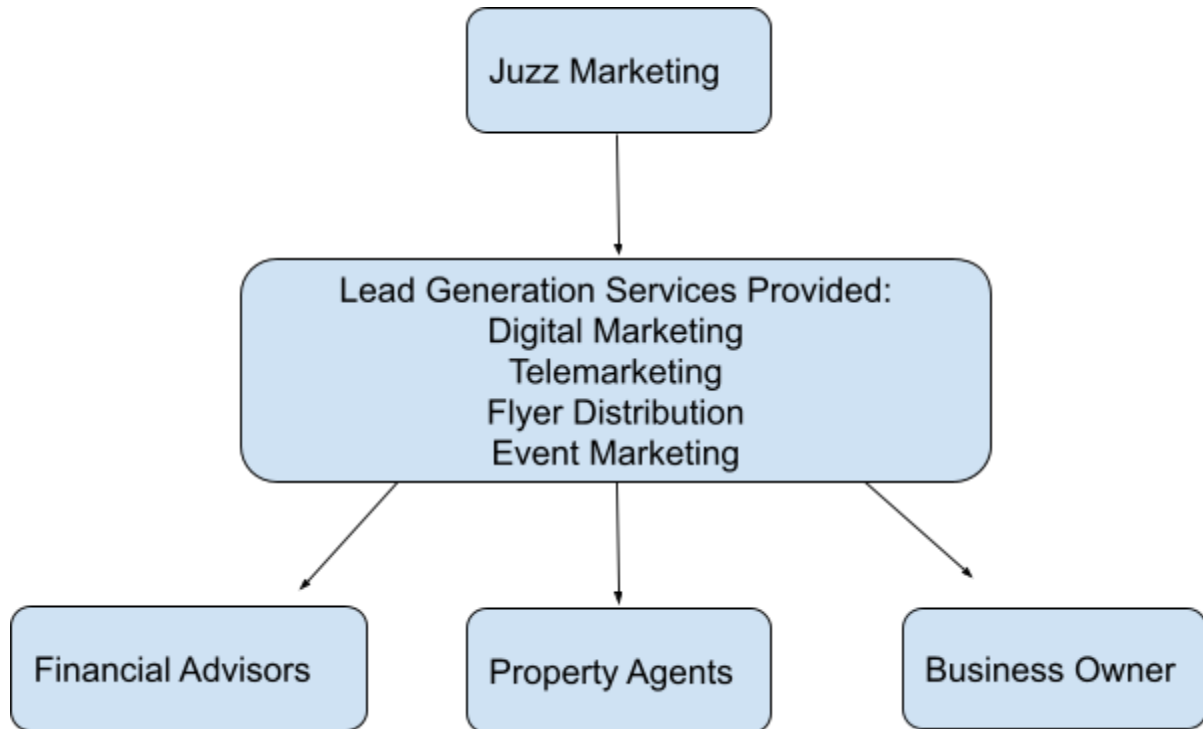 Juzz Marketing
Lead Generation Services Provided:
Digital Marketing
Telemarketing
Flyer Distribution
Event Marketing
Financial Advisors
Property Agents
Business Owner